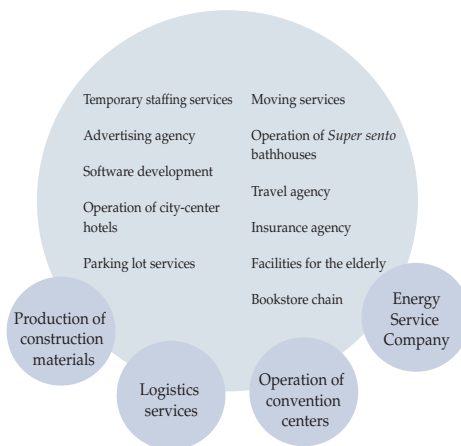 Temporary staffing services
Advertising agency
Software development
Operation of city-center
hotels
Parking lot services
Moving services
Operation of Super sento
bathhouses
Travel agency
Insurance agency
Facilities for the elderly
Bookstore chain
Production of
construction
materials
Logistics
services
Operation of
convention
centers
Energy
Service
Company